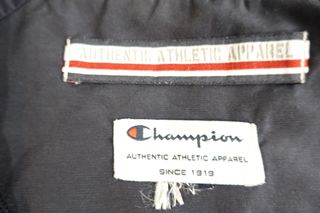 AUTHENTIC ATHLETIC APPAREL
Champion
AUTHENTIC ATHLETIC APPAREL
SINCE 1919